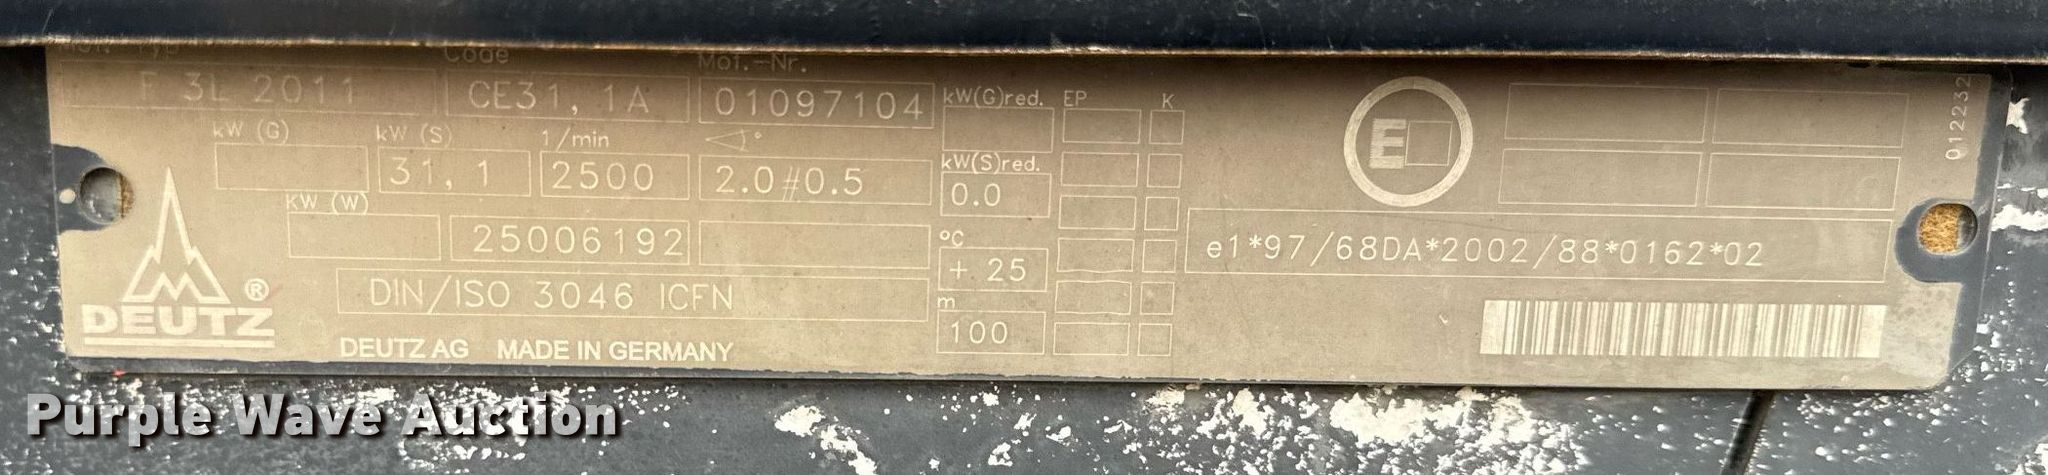 Mot.-Typ Code Mot.-Nr.
F 3L 2011 CE31,1A 01097104 kW(G)red. EP K
kW (G) kW (S) 1/min °
31,1 2500 2.0#0.5 kW(S)red.
0.0
kW (W)
25006192 °C
+ 25
DIN/ISO 3046 ICFN m
100
DEUTZ ®
DEUTZ AG MADE IN GERMANY
E
012232
e1*97/68DA*2002/88*0162*02
Purple Wave Auction